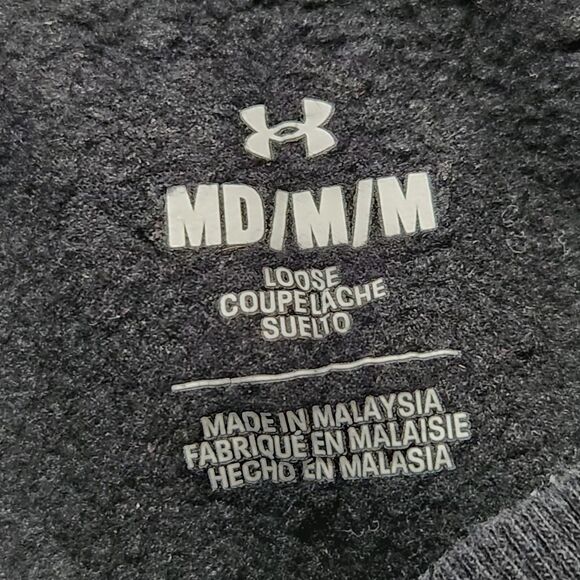 MD/M/M
LOOSE
COUPE LACHE
SUELTO
MADE IN MALAYSIA
FABRIQUÉ EN MALAISIE
HECHO EN MALASIA